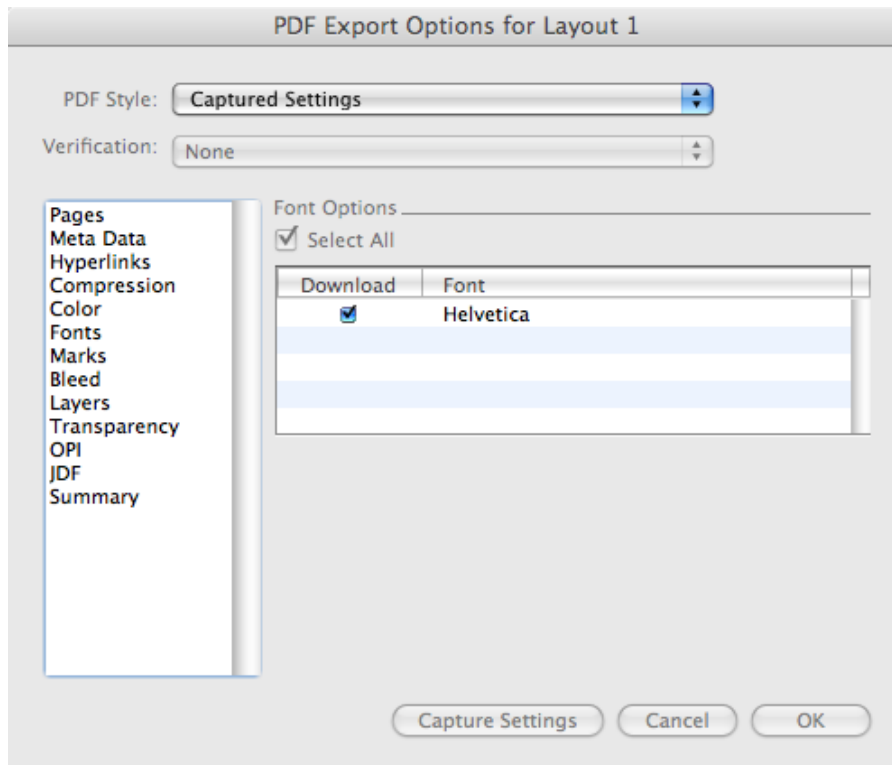 PDF Export Options for Layout 1
PDF Style: Captured Settings
Verification: None
Pages
Meta Data
Hyperlinks
Compression
Color
Fonts
Marks
Bleed
Layers
Transparency
OPI
JDF
Summary
Font Options
Select All
Download Font
Helvetica
Capture Settings Cancel OK